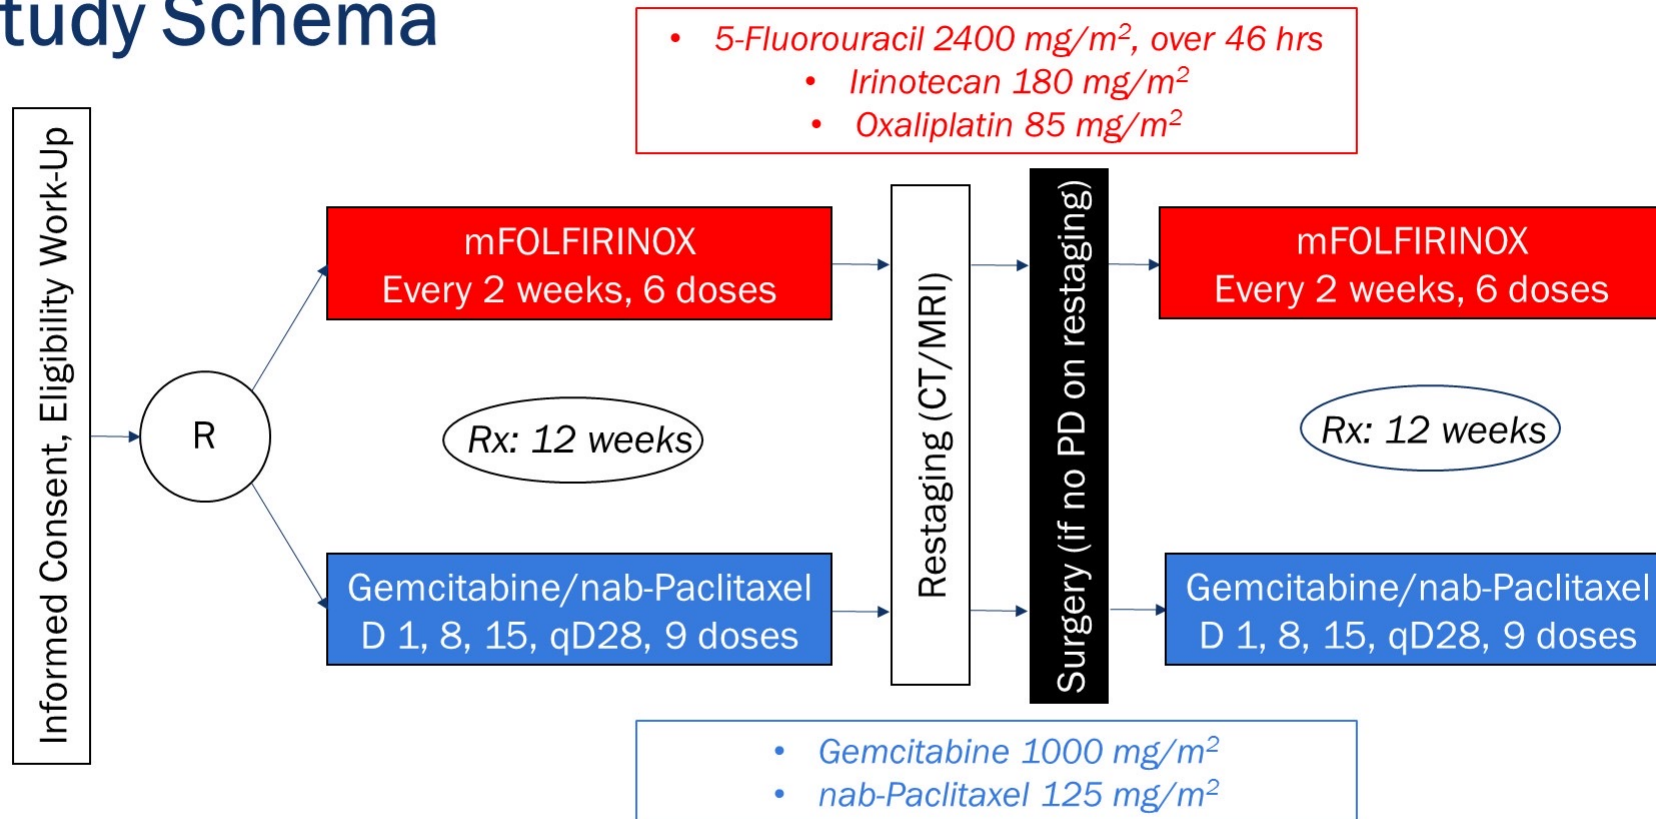 tudy Schema
• 5-Fluorouracil 2400 mg/m², over 46 hrs
• Irinotecan 180 mg/m²
• Oxaliplatin 85 mg/m²
Informed Consent, Eligibility Work-Up
R
mFOLFIRINOX
Every 2 weeks, 6 doses
Rx: 12 weeks
Gemcitabine/nab-Paclitaxel
D 1, 8, 15, qD28, 9 doses
Restaging (CT/MRI)
Surgery (if no PD on restaging)
mFOLFIRINOX
Every 2 weeks, 6 doses
Rx: 12 weeks
Gemcitabine/nab-Paclitaxel
D 1, 8, 15, qD28, 9 doses
• Gemcitabine 1000 mg/m²
• nab-Paclitaxel 125 mg/m²